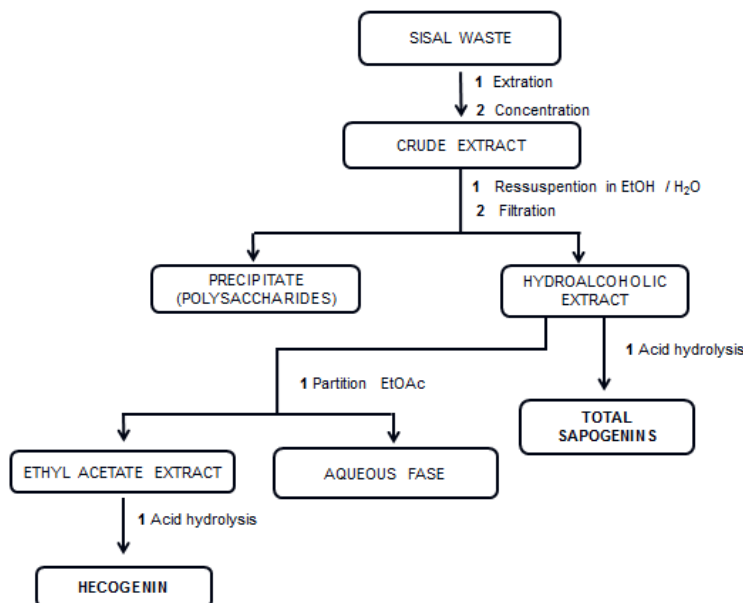 SISAL WASTE
1 Extration
2 Concentration
CRUDE EXTRACT
1 Ressuspention in EtOH / H₂O
2 Filtration
PRECIPITATE
(POLYSACCHARIDES)
HYDROALCOHOLIC
EXTRACT
1 Acid hydrolysis
1 Partition EtOAc
TOTAL
SAPOGENINS
ETHYL ACETATE EXTRACT
AQUEOUS FASE
1 Acid hydrolysis
HECOGENIN